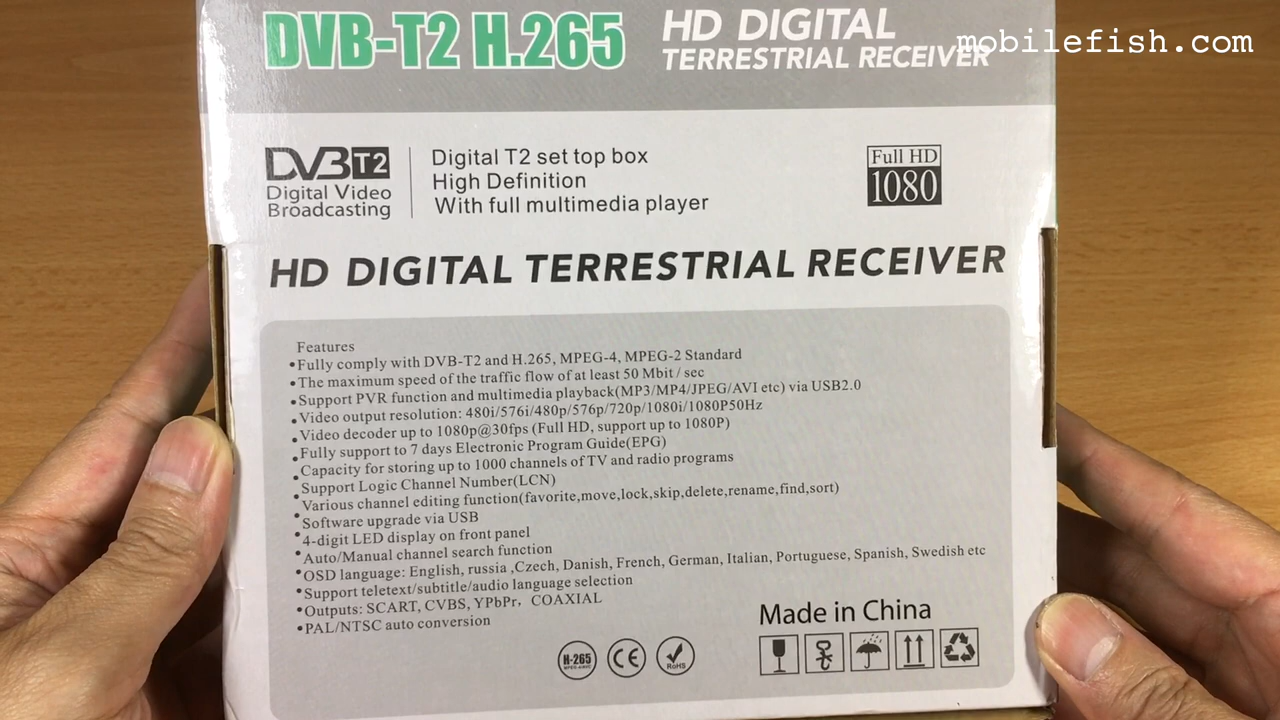 DVB-T2 H.265
HD DIGITAL
TERRESTRIAL RECEIVER
mobilefish.com
DVB T2
Digital Video
Broadcasting
Digital T2 set top box
High Definition
With full multimedia player
Full HD
1080
HD DIGITAL TERRESTRIAL RECEIVER
Features
•Fully comply with DVB-T2 and H.265, MPEG-4, MPEG-2 Standard
•The maximum speed of the traffic flow of at least 50 Mbit / sec
•Support PVR function and multimedia playback(MP3/MP4/JPEG/AVI etc) via USB2.0
•Video output resolution: 480i/576i/480p/576p/720p/1080i/1080P50Hz
•Video decoder up to 1080p@30fps (Full HD, support up to 1080P)
•Fully support to 7 days Electronic Program Guide(EPG)
•Capacity for storing up to 1000 channels of TV and radio programs
•Support Logic Channel Number(LCN)
•Various channel editing function(favorite,move,lock,skip,delete,rename,find,sort)
•Software upgrade via USB
•4-digit LED display on front panel
•Auto/Manual channel search function
•OSD language: English, russia ,Czech, Danish, French, German, Italian, Portuguese, Spanish, Swedish etc
•Support teletext/subtitle/audio language selection
•Outputs: SCART, CVBS, YPbPr, COAXIAL
•PAL/NTSC auto conversion
Made in China
H-265
CE
RoHS